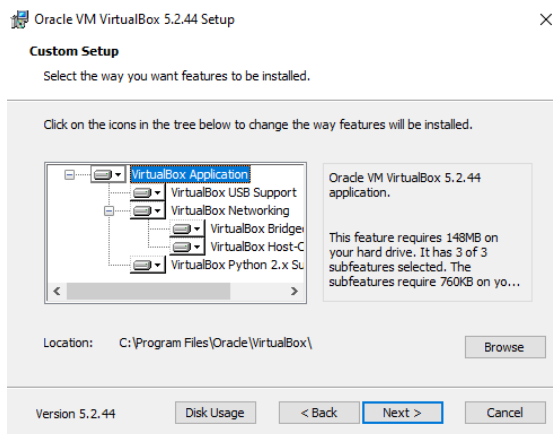 Oracle VM VirtualBox 5.2.44 Setup
Custom Setup
Select the way you want features to be installed.
Click on the icons in the tree below to change the way features will be installed.
VirtualBox Application
VirtualBox USB Support
VirtualBox Networking
VirtualBox Bridge
VirtualBox Host-C
VirtualBox Python 2.x Su
Oracle VM VirtualBox 5.2.44
application.
This feature requires 148MB on
your hard drive. It has 3 of 3
subfeatures selected. The
subfeatures require 760KB on yo...
Location: C:\Program Files\Oracle\VirtualBox\
Browse
Version 5.2.44
Disk Usage
< Back
Next >
Cancel